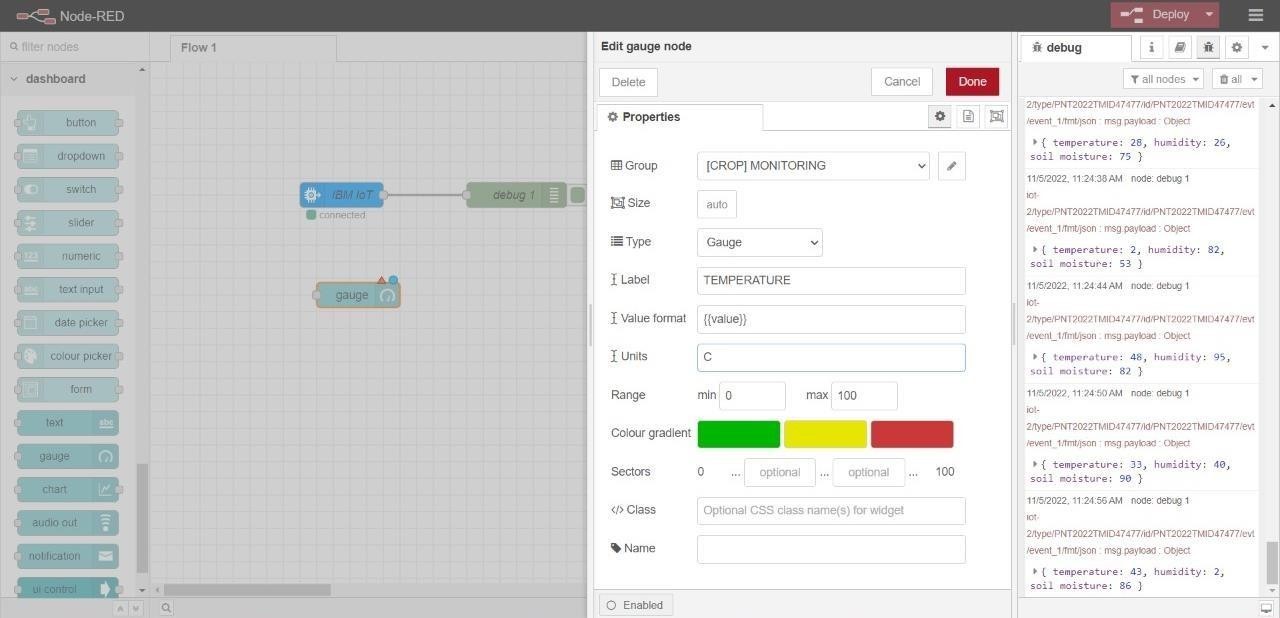 Node-RED
Deploy
filter nodes
dashboard
button
dropdown
switch
slider
numeric
text input
date picker
colour picker
form
text
gauge
chart
audio out
notification
ui control
Flow 1
IBM IoT
connected
debug 1
gauge
Edit gauge node
Delete
Cancel
Done
Properties
Group
[CROP] MONITORING
Size
auto
Type
Gauge
Label
TEMPERATURE
Value format
{{value}}
Units
C
Range
min 0 max 100
Colour gradient
Sectors
0 ... optional ... optional ... 100
</> Class
Optional CSS class name(s) for widget
Name
Enabled
debug
all nodes
all
2/type/PNT2022TMID47477/id/PNT2022TMID47477/evt
/event_1/fmt/json : msg.payload : Object
{ temperature: 28, humidity: 26,
soil moisture: 75 }
11/5/2022, 11:24:38 AM node: debug 1
iot-
2/type/PNT2022TMID47477/id/PNT2022TMID47477/evt
/event_1/fmt/json : msg.payload : Object
{ temperature: 2, humidity: 82,
soil moisture: 53 }
11/5/2022, 11:24:44 AM node: debug 1
iot-
2/type/PNT2022TMID47477/id/PNT2022TMID47477/evt
/event_1/fmt/json : msg.payload : Object
{ temperature: 48, humidity: 95,
soil moisture: 82 }
11/5/2022, 11:24:50 AM node: debug 1
iot-
2/type/PNT2022TMID47477/id/PNT2022TMID47477/evt
/event_1/fmt/json : msg.payload : Object
{ temperature: 33, humidity: 40,
soil moisture: 90 }
11/5/2022, 11:24:56 AM node: debug 1
iot-
2/type/PNT2022TMID47477/id/PNT2022TMID47477/evt
/event_1/fmt/json : msg.payload : Object
{ temperature: 43, humidity: 2,
soil moisture: 86 }